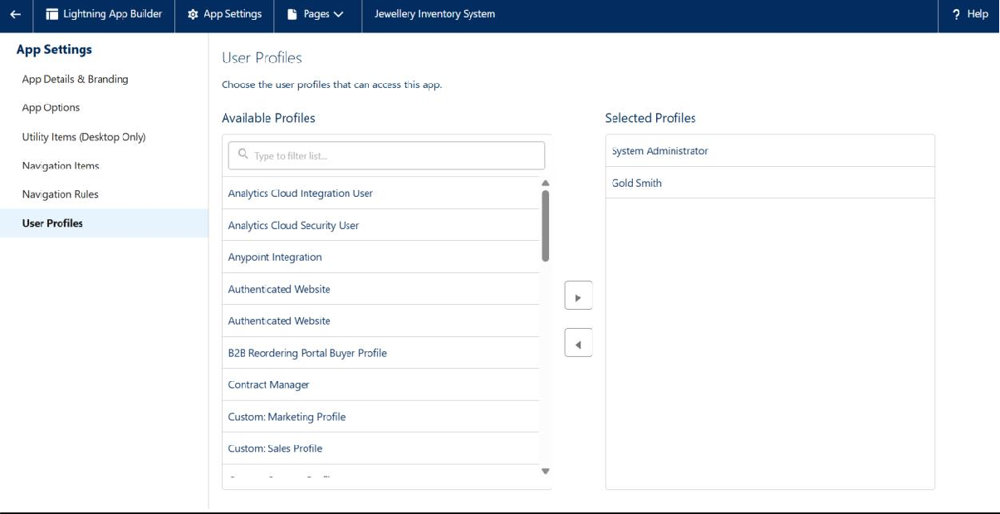 Lightning App Builder
App Settings
Pages
Jewellery Inventory System
? Help
App Settings
App Details & Branding
App Options
Utility Items (Desktop Only)
Navigation Items
Navigation Rules
User Profiles
User Profiles
Choose the user profiles that can access this app.
Available Profiles
Type to filter list...
Analytics Cloud Integration User
Analytics Cloud Security User
Anypoint Integration
Authenticated Website
Authenticated Website
B2B Reordering Portal Buyer Profile
Contract Manager
Custom: Marketing Profile
Custom: Sales Profile
Selected Profiles
System Administrator
Gold Smith